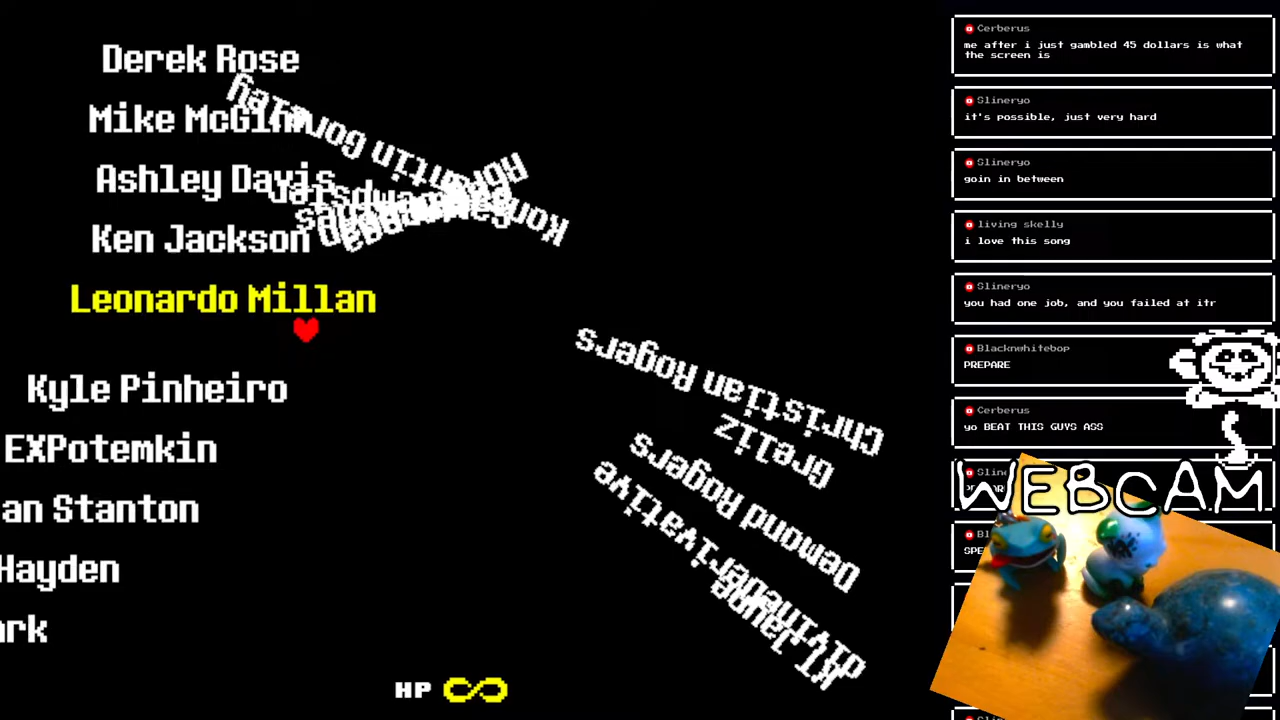 Derek Rose
Mike McGinn
Ashley Davis
Ken Jackson
Leonardo Millan
Kyle Pinheiro
EXPotemkin
an Stanton
Hayden
ark
Christian Rogers
Greliz
Demond Rogers
HP
Cerberus
me after i just gambled 45 dollars is what
the screen is
Slineryo
it's possible, just very hard
Slineryo
goin in between
living skelly
i love this song
Slineryo
you had one job, and you failed at itr
Blacknwhitebop
PREPARE
Cerberus
yo BEAT THIS GUYS ASS
WEBCAM